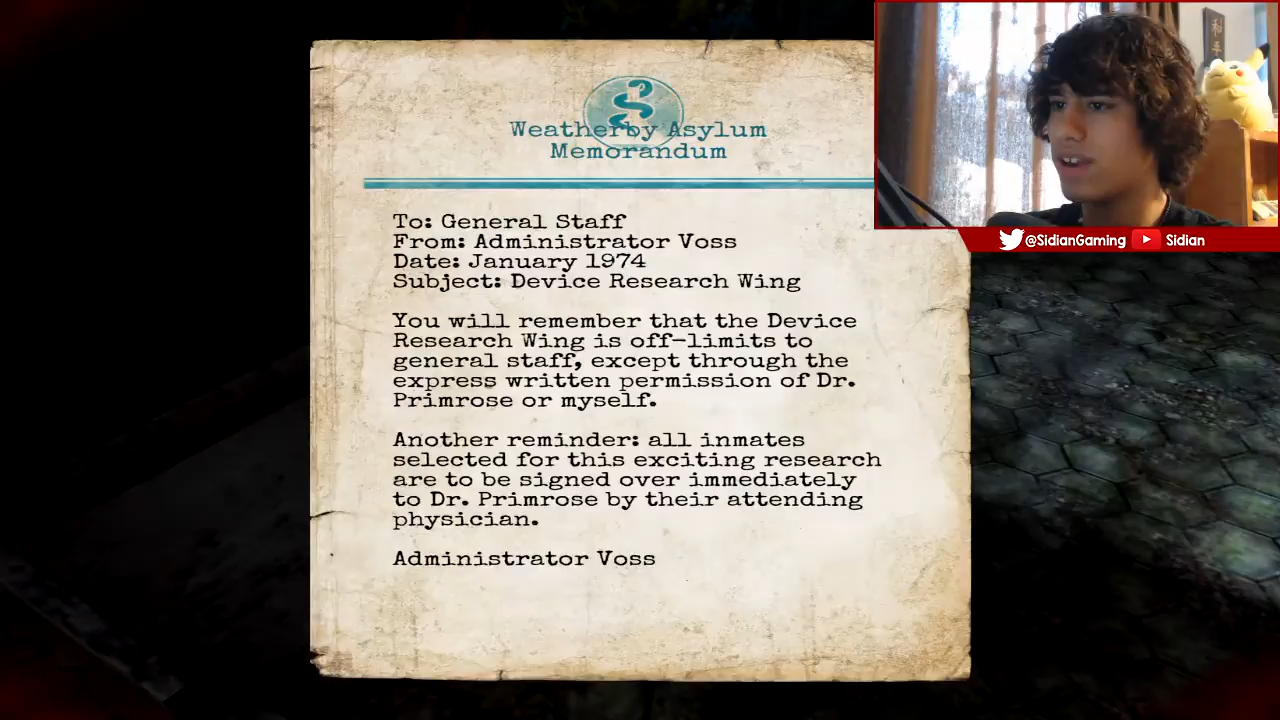 Weatherby Asylum
Memorandum
To: General Staff
From: Administrator Voss
Date: January 1974
Subject: Device Research Wing
You will remember that the Device
Research Wing is off-limits to
general staff, except through the
express written permission of Dr.
Primrose or myself.
Another reminder: all inmates
selected for this exciting research
are to be signed over immediately
to Dr. Primrose by their attending
physician.
Administrator Voss
和平
@SidianGaming Sidian